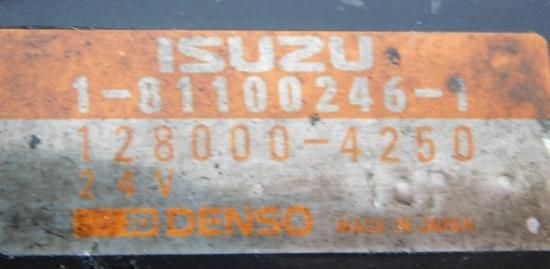 ISUZU
1-81100246-1
128000-4250
24V
DENSO MADE IN JAPAN